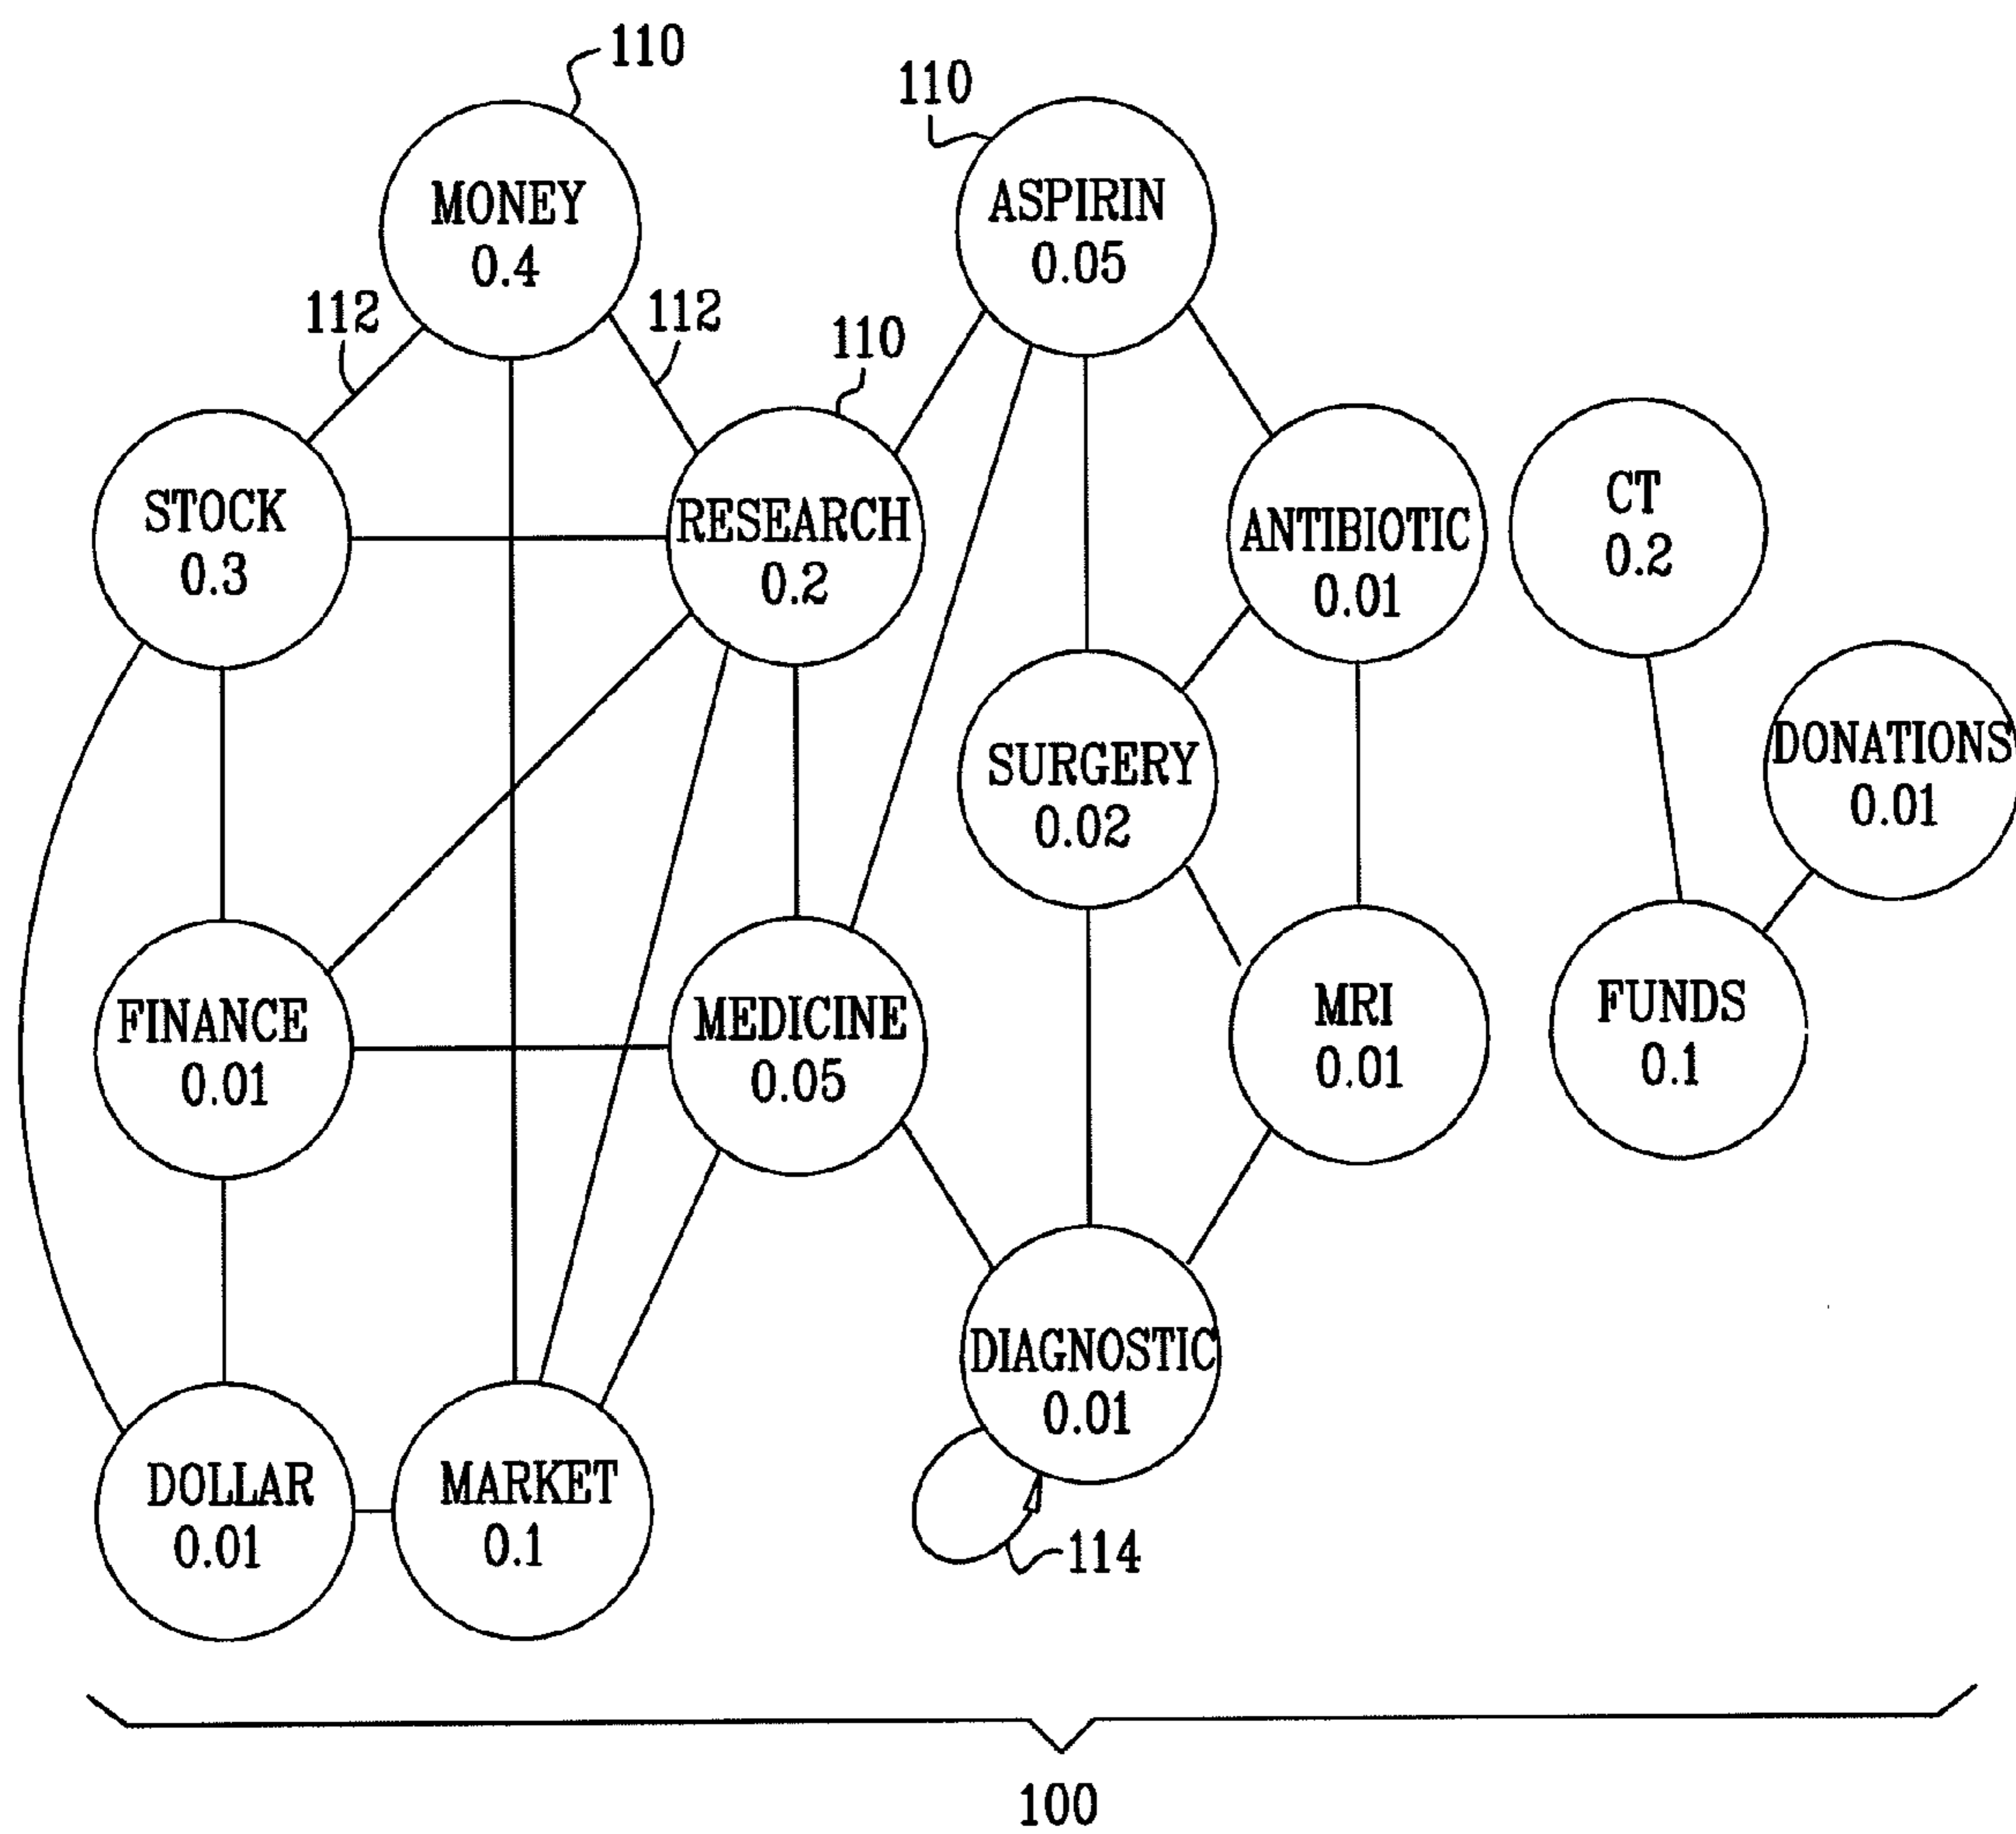 110
110
MONEY
0.4
ASPIRIN
0.05
112
112
110
STOCK
0.3
RESEARCH
0.2
ANTIBIOTIC
0.01
CT
0.2
SURGERY
0.02
DONATIONS
0.01
FINANCE
0.01
MEDICINE
0.05
MRI
0.01
FUNDS
0.1
DIAGNOSTIC
0.01
DOLLAR
0.01
MARKET
0.1
114
100